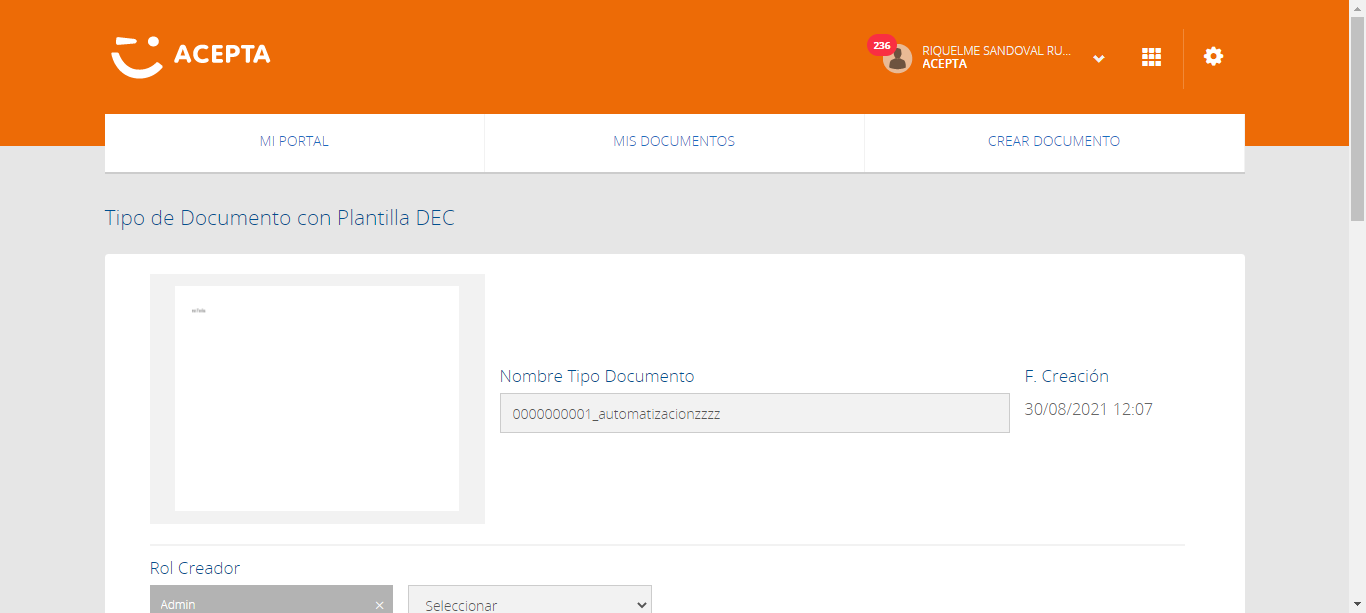 ACEPTA
236
RIQUELME SANDOVAL RU...
ACEPTA
MI PORTAL
MIS DOCUMENTOS
CREAR DOCUMENTO
Tipo de Documento con Plantilla DEC
Nombre Tipo Documento
F. Creación
0000000001_automatizacionzzzz
30/08/2021 12:07
Rol Creador
Admin ×
Seleccionar